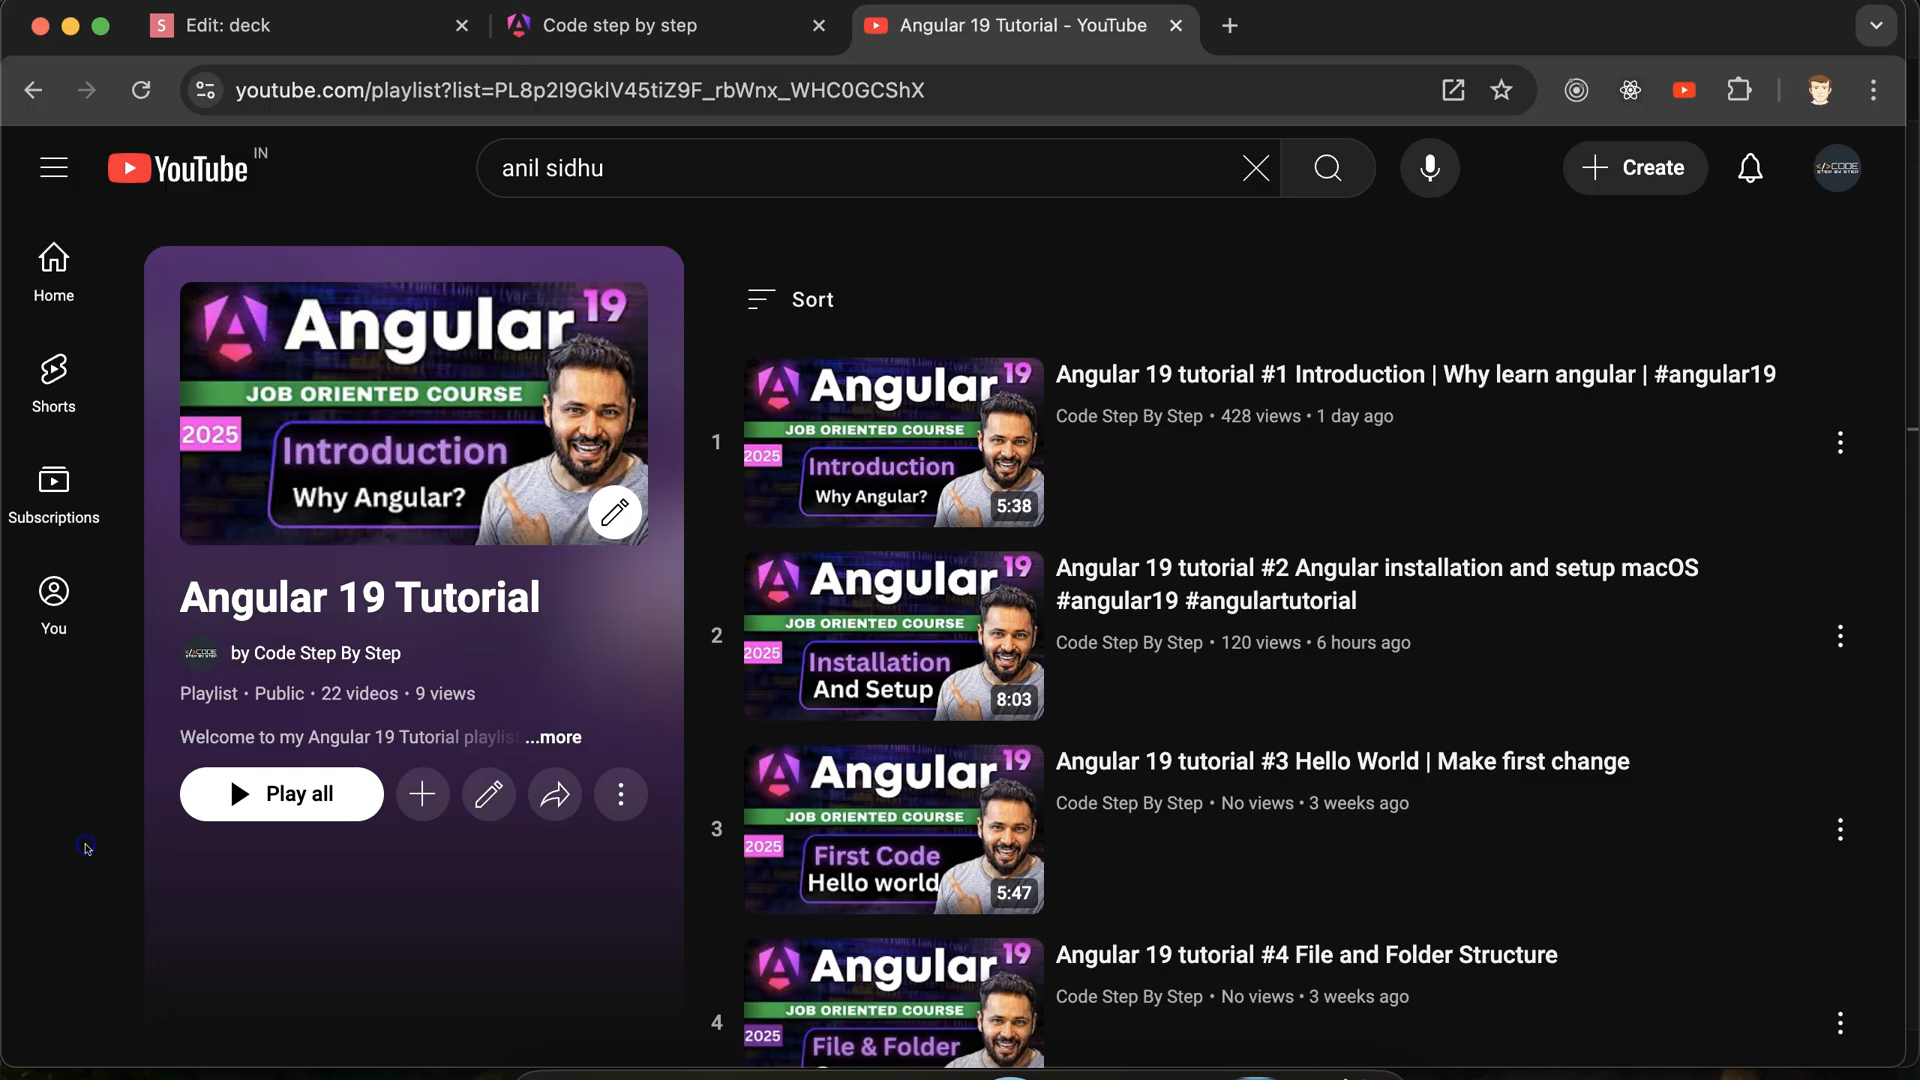 S Edit: deck
Code step by step
Angular 19 Tutorial - YouTube
youtube.com/playlist?list=PL8p2I9GklV45tiZ9F_rbWnx_WHC0GCShX
YouTube IN
anil sidhu
Create
</>CODE
STEP BY STEP
Home
Shorts
Subscriptions
You
Angular 19
JOB ORIENTED COURSE
2025
Introduction
Why Angular?
Angular 19 Tutorial
by Code Step By Step
Playlist • Public • 22 videos • 9 views
Welcome to my Angular 19 Tutorial playlis ...more
Play all
Sort
1
Angular 19
JOB ORIENTED COURSE
2025
Introduction
Why Angular?
5:38
Angular 19 tutorial #1 Introduction | Why learn angular | #angular19
Code Step By Step • 428 views • 1 day ago
2
Angular 19
JOB ORIENTED COURSE
2025
Installation
And Setup
8:03
Angular 19 tutorial #2 Angular installation and setup macOS
#angular19 #angulartutorial
Code Step By Step • 120 views • 6 hours ago
3
Angular 19
JOB ORIENTED COURSE
2025
First Code
Hello world
5:47
Angular 19 tutorial #3 Hello World | Make first change
Code Step By Step • No views • 3 weeks ago
4
Angular 19
JOB ORIENTED COURSE
2025
File & Folder
Angular 19 tutorial #4 File and Folder Structure
Code Step By Step • No views • 3 weeks ago